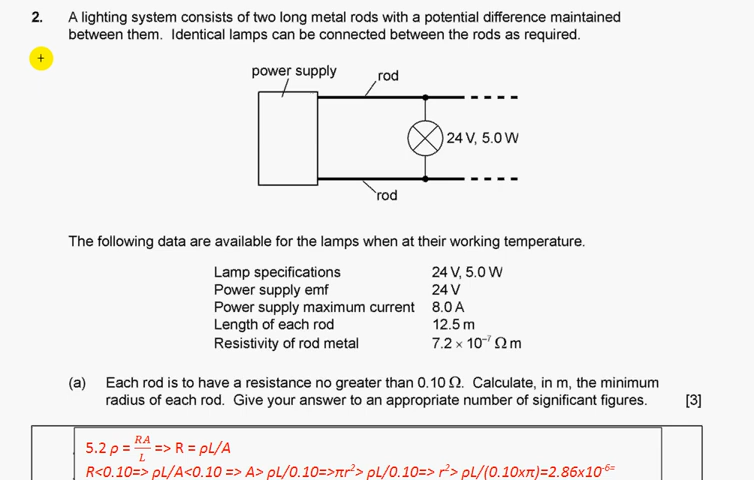 2. A lighting system consists of two long metal rods with a potential difference maintained
between them. Identical lamps can be connected between the rods as required.
+
power supply
rod
24 V, 5.0 W
rod
The following data are available for the lamps when at their working temperature.
Lamp specifications 24 V, 5.0 W
Power supply emf 24 V
Power supply maximum current 8.0 A
Length of each rod 12.5 m
Resistivity of rod metal 7.2 × 10⁻⁷ Ω m
(a) Each rod is to have a resistance no greater than 0.10 Ω. Calculate, in m, the minimum
radius of each rod. Give your answer to an appropriate number of significant figures. [3]
5.2 ρ = RA/L => R = ρL/A
R<0.10=> ρL/A<0.10 => A> ρL/0.10=>πr²> ρL/0.10=> r²> ρL/(0.10xπ)=2.86x10⁻⁶⁼